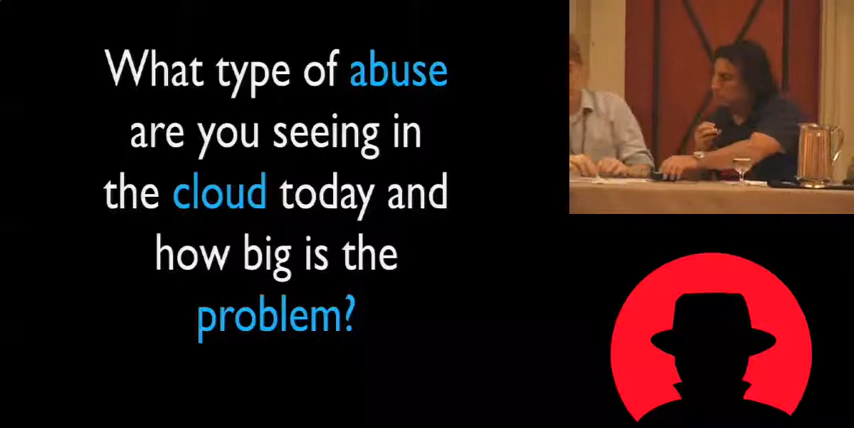 What type of abuse
are you seeing in
the cloud today and
how big is the
problem?